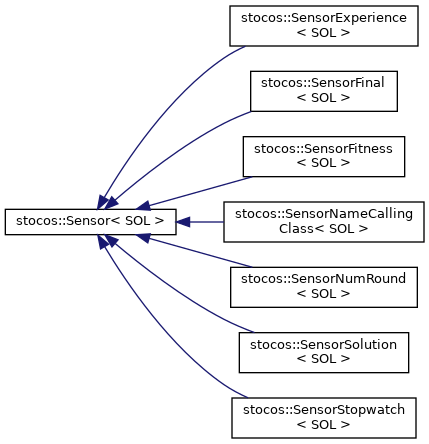 stocos::SensorExperience
< SOL >
stocos::SensorFinal
< SOL >
stocos::SensorFitness
< SOL >
stocos::Sensor< SOL >
stocos::SensorNameCalling
Class< SOL >
stocos::SensorNumRound
< SOL >
stocos::SensorSolution
< SOL >
stocos::SensorStopwatch
< SOL >